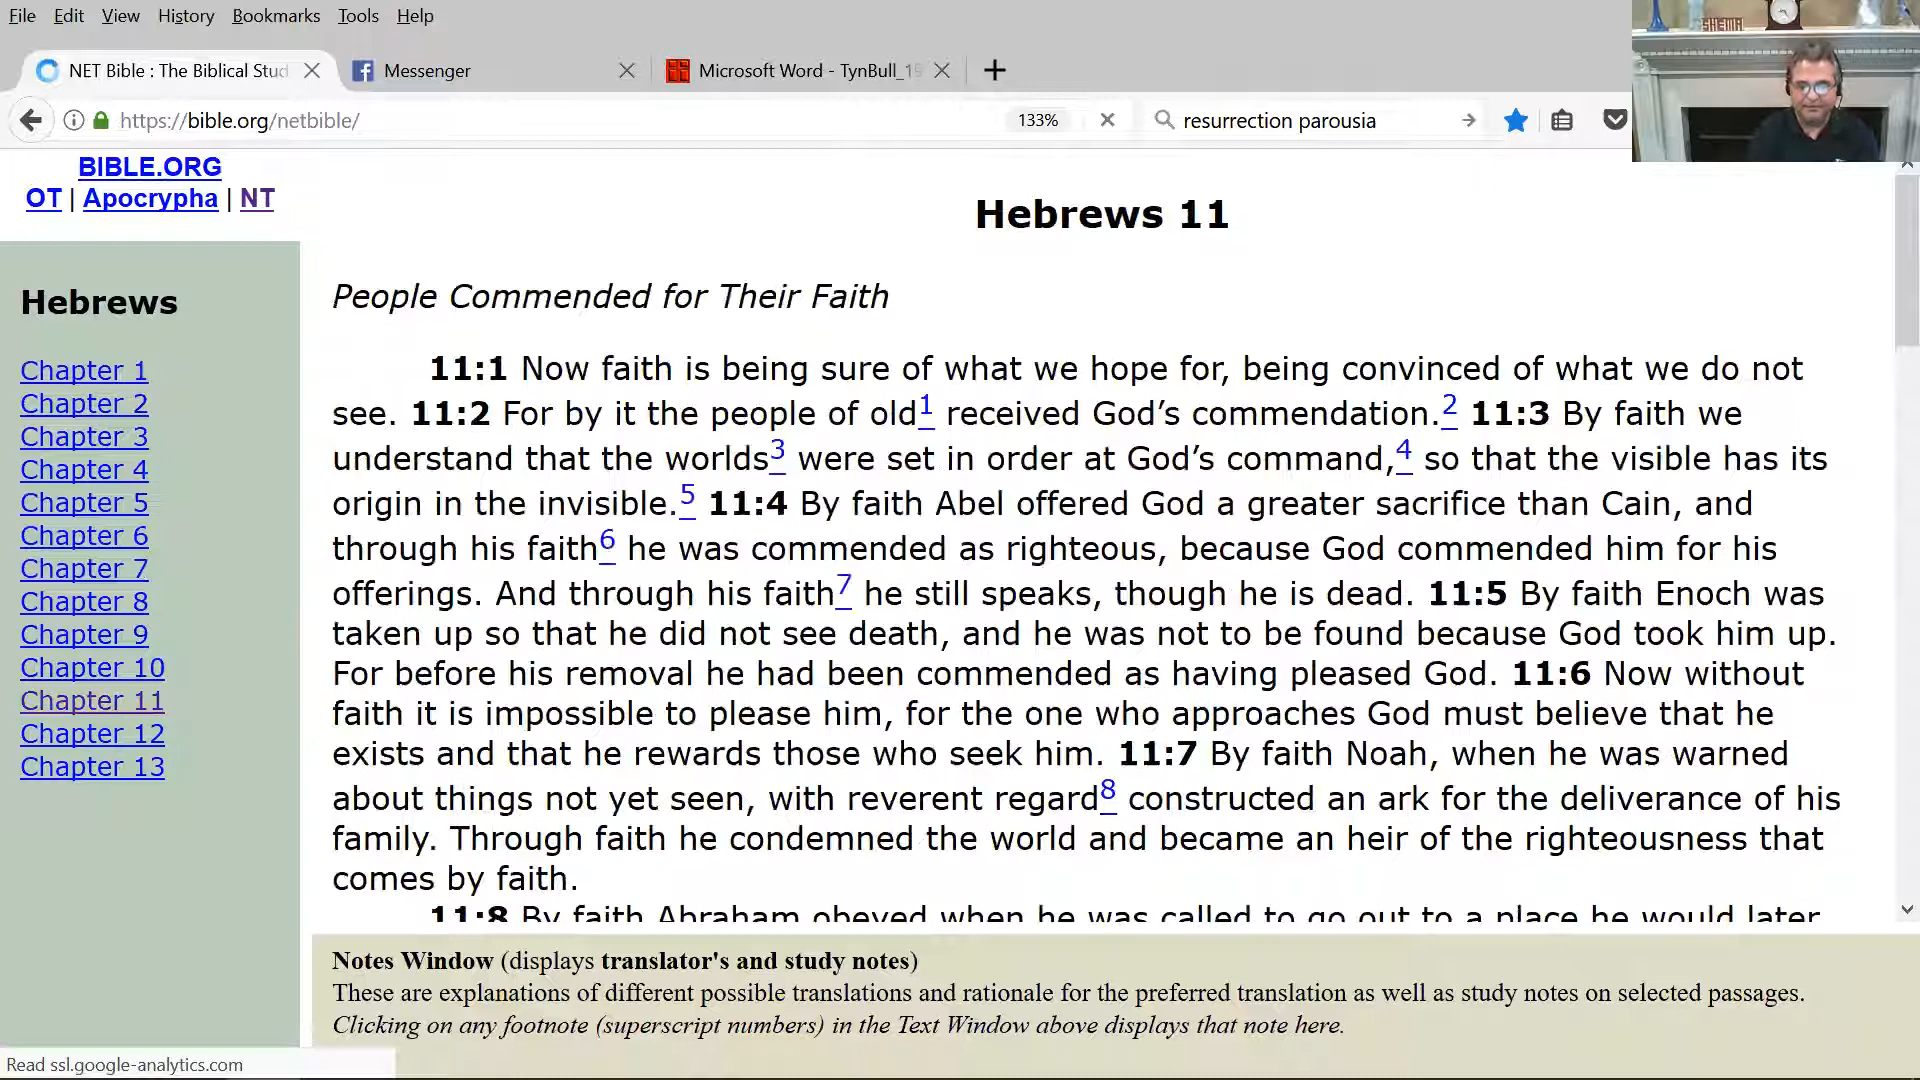 File Edit View History Bookmarks Tools Help
NET Bible : The Biblical Stud
Messenger
Microsoft Word - TynBull_15
https://bible.org/netbible/
133%
resurrection parousia
SHEMA
BIBLE.ORG
OT | Apocrypha | NT
Hebrews
Chapter 1
Chapter 2
Chapter 3
Chapter 4
Chapter 5
Chapter 6
Chapter 7
Chapter 8
Chapter 9
Chapter 10
Chapter 11
Chapter 12
Chapter 13
Hebrews 11
People Commended for Their Faith
11:1 Now faith is being sure of what we hope for, being convinced of what we do not
see. 11:2 For by it the people of old1 received God’s commendation.2 11:3 By faith we
understand that the worlds3 were set in order at God’s command,4 so that the visible has its
origin in the invisible.5 11:4 By faith Abel offered God a greater sacrifice than Cain, and
through his faith6 he was commended as righteous, because God commended him for his
offerings. And through his faith7 he still speaks, though he is dead. 11:5 By faith Enoch was
taken up so that he did not see death, and he was not to be found because God took him up.
For before his removal he had been commended as having pleased God. 11:6 Now without
faith it is impossible to please him, for the one who approaches God must believe that he
exists and that he rewards those who seek him. 11:7 By faith Noah, when he was warned
about things not yet seen, with reverent regard8 constructed an ark for the deliverance of his
family. Through faith he condemned the world and became an heir of the righteousness that
comes by faith.
11:8 By faith Abraham obeyed when he was called to go out to a place he would later
Notes Window (displays translator's and study notes)
These are explanations of different possible translations and rationale for the preferred translation as well as study notes on selected passages.
Clicking on any footnote (superscript numbers) in the Text Window above displays that note here.
Read ssl.google-analytics.com